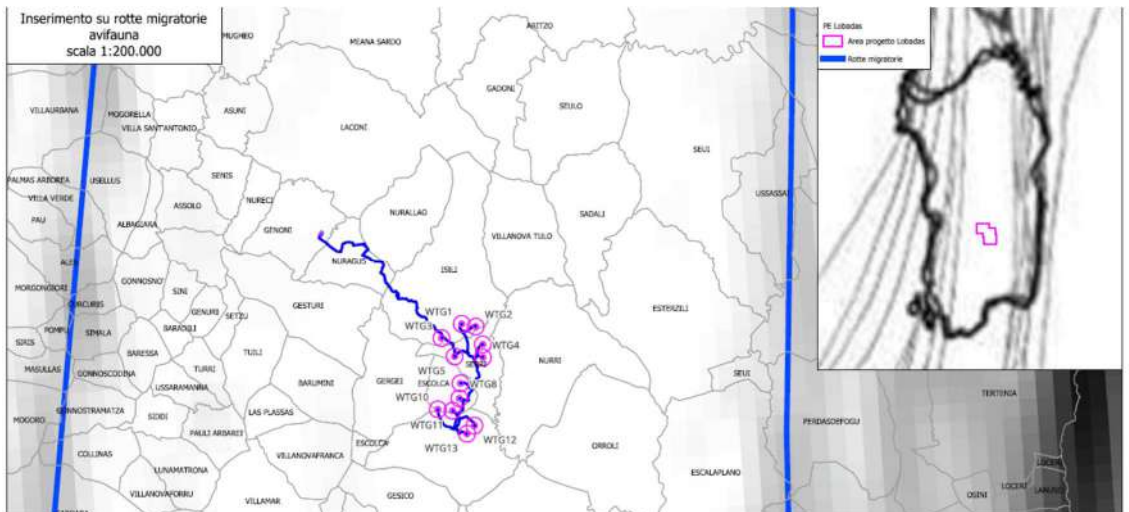 Inserimento su rotte migratorie
avifauna
scala 1:200.000
PE Lobadas
Area progetto Lobadas
Rotte migratorie
MUGHEO
MEANA SARDO
ARITZO
GADONI
SEULO
VILLAURBANA
MOGORELLA
VILLA SANT'ANTONIO
ASUNI
LACONI
SEUI
PALMAS ARBOREA
USELLUS
SENIS
USSASSAI
VILLA VERDE
ASSOLO
NURECI
SADALI
PAU
ALBAGIARA
GENONI
NURALLAO
VILLANOVA TULO
ALES
NURAGUS
ISILI
MORGONGIORI
GONNOSNO'
SINI
CURCURIS
GENURI
SETZU
GESTURI
ESTERZILI
POMPU
SIMALA
BARADILI
WTG1
WTG2
SIRIS
BARESSA
TURRI
TUILI
WTG3
WTG4
MASULLAS
GONNOSCODINA
USSARAMANNA
BARUMINI
GERGEI
WTG5
NURRI
SEUI
ESCOLCA
WTG8
MOGORO
GONNOSTRAMATZA
SIDDI
LAS PLASSAS
WTG10
PAULI ARBAREI
WTG11
WTG12
PERDASDEFOGU
TERTENIA
COLLINAS
VILLANOVAFRANCA
ESCOLCA
WTG13
ORROLI
LUNAMATRONA
ESCALAPLANO
VILLANOVAFORRU
VILLAMAR
GESICO
OSINI
LOCERI
LOCERI
LANUSEI